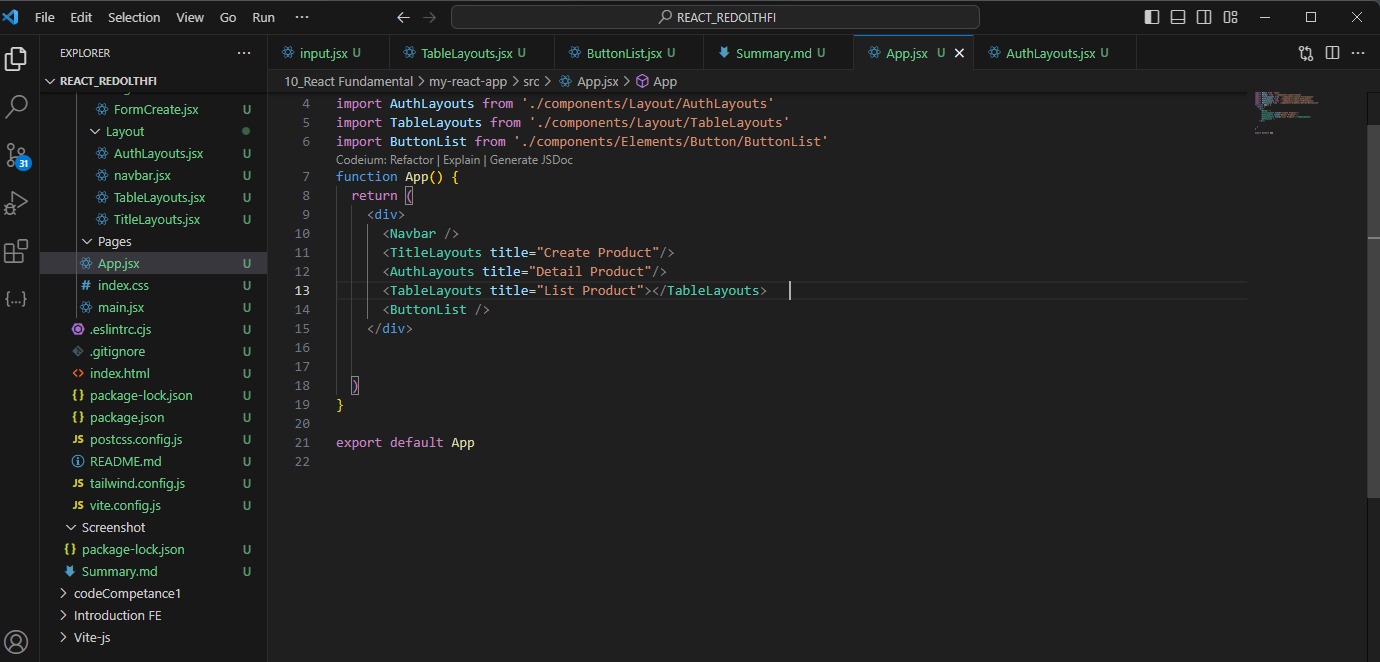 File Edit Selection View Go Run ··· REACT_REDOLTHFI
EXPLORER ···
REACT_REDOLTHFI
FormCreate.jsx U
Layout
AuthLayouts.jsx U
navbar.jsx U
TableLayouts.jsx U
TitleLayouts.jsx U
Pages
App.jsx U
# index.css U
main.jsx U
.eslintrc.cjs U
.gitignore U
<> index.html U
{} package-lock.json U
{} package.json U
JS postcss.config.js U
README.md U
JS tailwind.config.js U
JS vite.config.js U
Screenshot
{} package-lock.json U
Summary.md U
codeCompetance1
Introduction FE
Vite-js
31
{...}
input.jsx U TableLayouts.jsx U ButtonList.jsx U Summary.md U App.jsx U AuthLayouts.jsx U
10_React Fundamental > my-react-app > src > App.jsx > App
4 import AuthLayouts from './components/Layout/AuthLayouts'
5 import TableLayouts from './components/Layout/TableLayouts'
6 import ButtonList from './components/Elements/Button/ButtonList'
Codeium: Refactor | Explain | Generate JSDoc
7 function App() {
8 return (
9 <div>
10 <Navbar />
11 <TitleLayouts title="Create Product"/>
12 <AuthLayouts title="Detail Product"/>
13 <TableLayouts title="List Product"></TableLayouts>
14 <ButtonList />
15 </div>
16
17
18 )
19 }
20
21 export default App
22